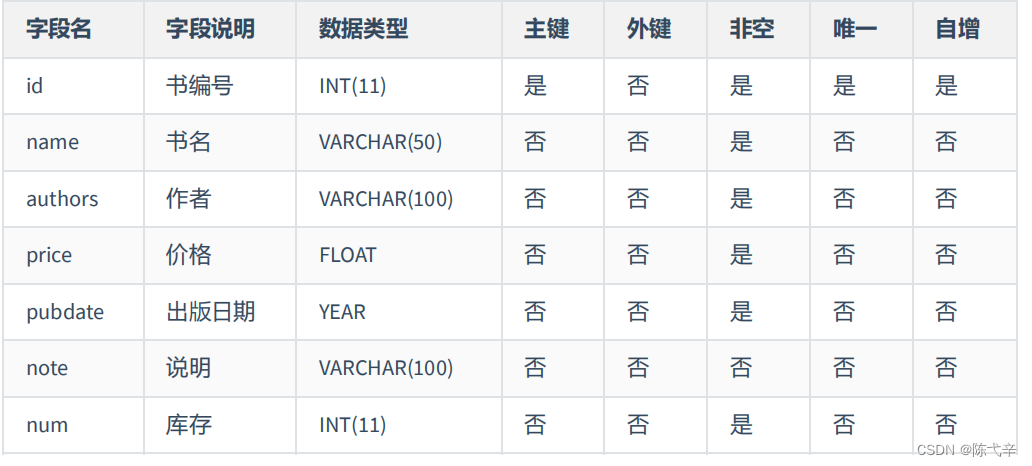 字段名 字段说明 数据类型 主键 外键 非空 唯一 自增
id 书编号 INT(11) 是 否 是 是 是
name 书名 VARCHAR(50) 否 否 是 否 否
authors 作者 VARCHAR(100) 否 否 是 否 否
price 价格 FLOAT 否 否 是 否 否
pubdate 出版日期 YEAR 否 否 是 否 否
note 说明 VARCHAR(100) 否 否 否 否 否
num 库存 INT(11) 否 否 是 否 否
CSDN @陈弋辛